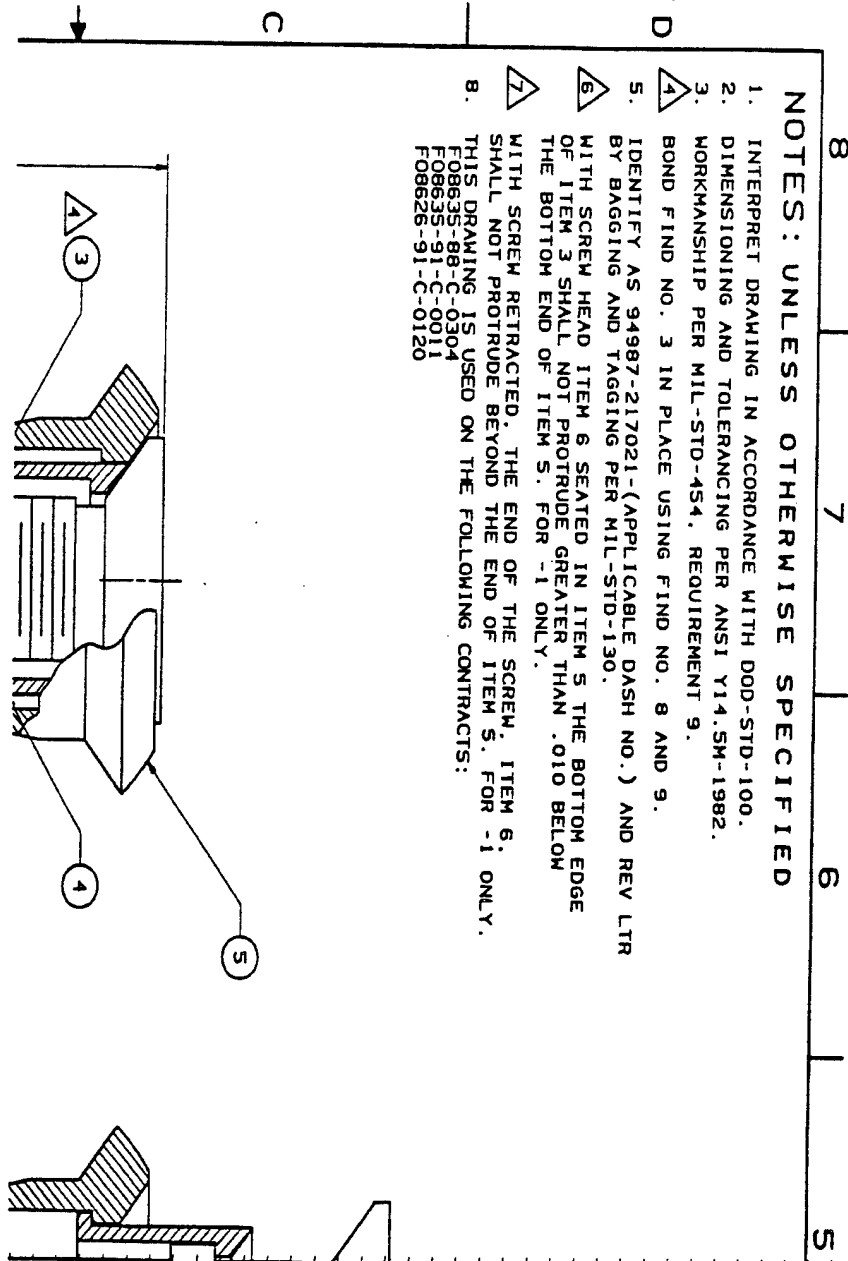 8
7
6
5
D
C
NOTES: UNLESS OTHERWISE SPECIFIED
1. INTERPRET DRAWING IN ACCORDANCE WITH DOD-STD-100.
2. DIMENSIONING AND TOLERANCING PER ANSI Y14.5M-1982.
3. WORKMANSHIP PER MIL-STD-454, REQUIREMENT 9.
4 BOND FIND NO. 3 IN PLACE USING FIND NO. 8 AND 9.
5. IDENTIFY AS 94987-217021-(APPLICABLE DASH NO.) AND REV LTR
BY BAGGING AND TAGGING PER MIL-STD-130.
6 WITH SCREW HEAD ITEM 6 SEATED IN ITEM 5 THE BOTTOM EDGE
OF ITEM 3 SHALL NOT PROTRUDE GREATER THAN .010 BELOW
THE BOTTOM END OF ITEM 5. FOR -1 ONLY.
7 WITH SCREW RETRACTED, THE END OF THE SCREW, ITEM 6,
SHALL NOT PROTRUDE BEYOND THE END OF ITEM 5. FOR -1 ONLY.
8. THIS DRAWING IS USED ON THE FOLLOWING CONTRACTS:
F08635-88-C-0304
F08635-91-C-0011
F08626-91-C-0120
4
3
4
5